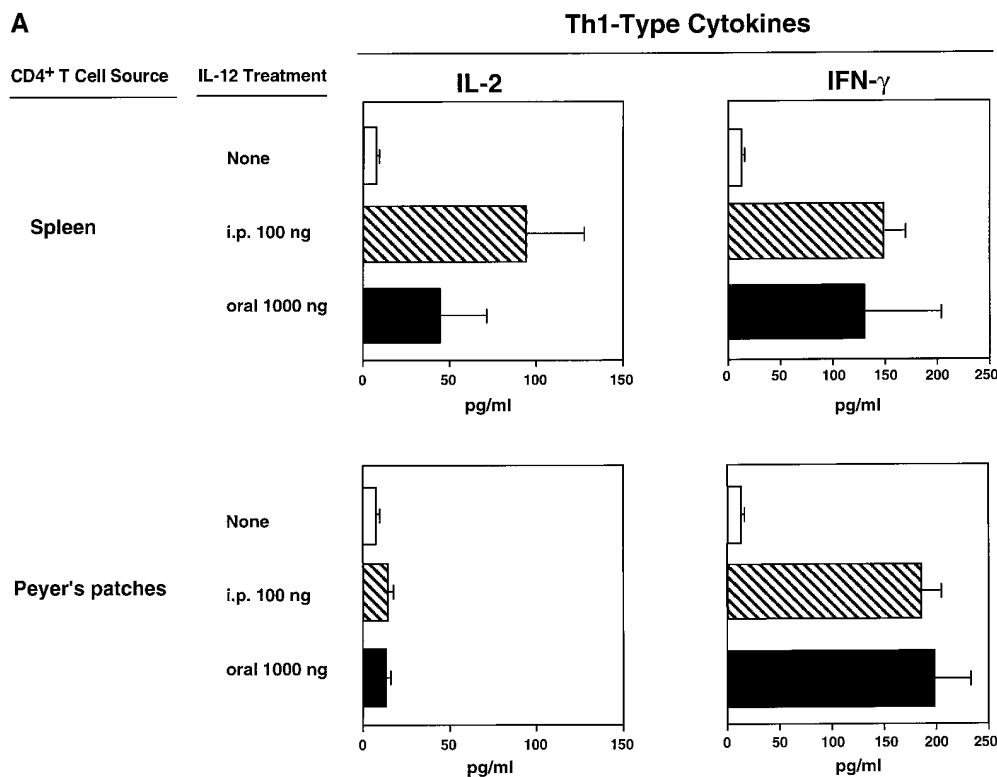 A
Th1-Type Cytokines
CD4+ T Cell Source
IL-12 Treatment
IL-2
IFN-γ
None
Spleen
i.p. 100 ng
oral 1000 ng
0 50 100 150
0 50 100 150 200 250
pg/ml
pg/ml
None
Peyer's patches
i.p. 100 ng
oral 1000 ng
0 50 100 150
0 50 100 150 200 250
pg/ml
pg/ml